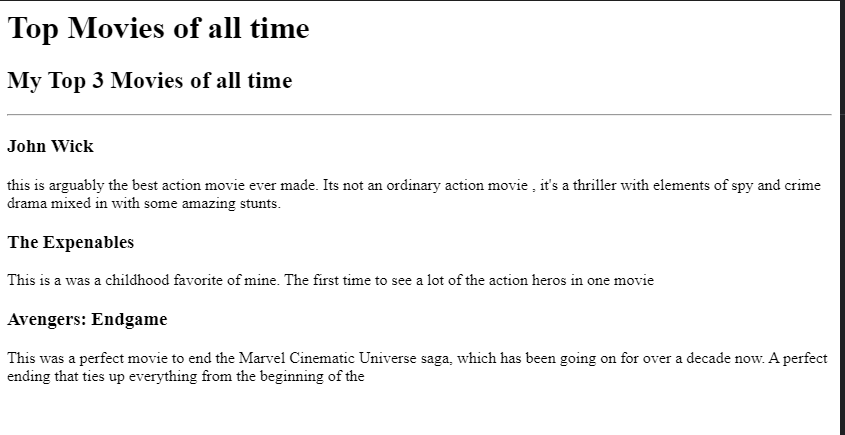 Top Movies of all time
My Top 3 Movies of all time
John Wick
this is arguably the best action movie ever made. Its not an ordinary action movie , it's a thriller with elements of spy and crime
drama mixed in with some amazing stunts.
The Expenables
This is a was a childhood favorite of mine. The first time to see a lot of the action heros in one movie
Avengers: Endgame
This was a perfect movie to end the Marvel Cinematic Universe saga, which has been going on for over a decade now. A perfect
ending that ties up everything from the beginning of the